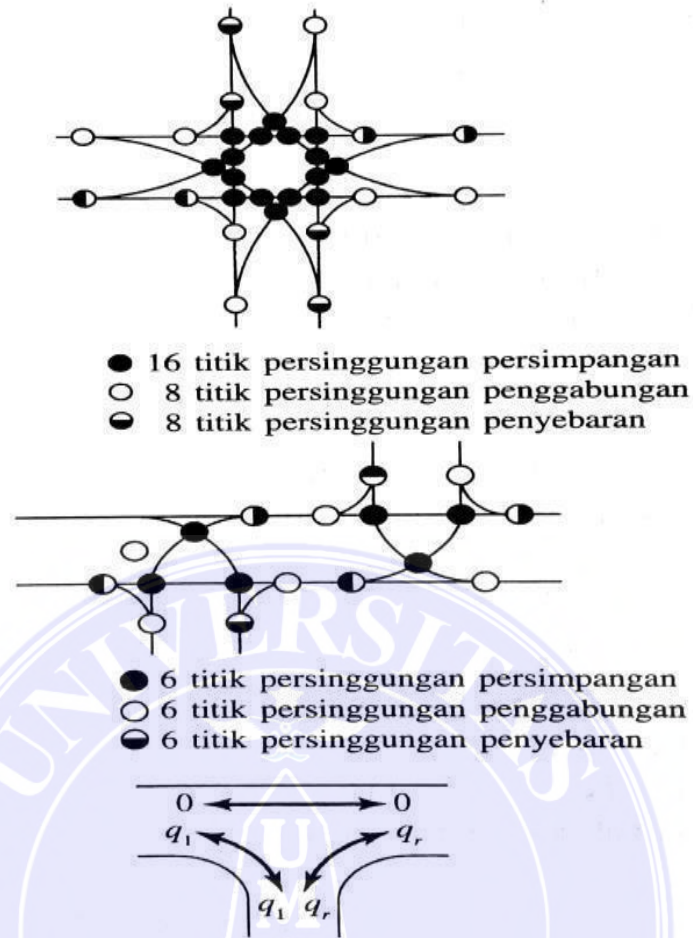 16 titik persinggungan persimpangan
8 titik persinggungan penggabungan
8 titik persinggungan penyebaran
6 titik persinggungan persimpangan
6 titik persinggungan penggabungan
6 titik persinggungan penyebaran
0 0
q₁ qᵣ
q₁ qᵣ
UNIVERSITAS
U
M